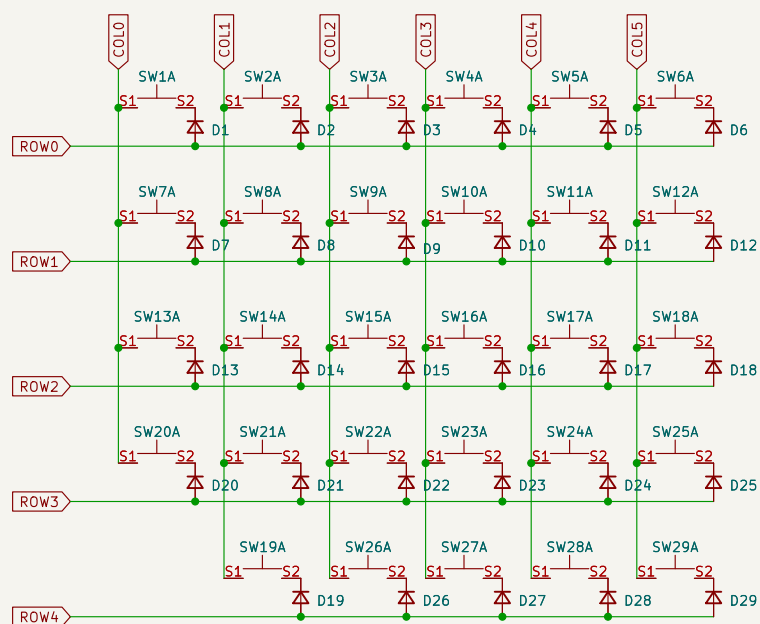 COL0 COL1 COL2 COL3 COL4 COL5
SW1A SW2A SW3A SW4A SW5A SW6A
S1 S2 S1 S2 S1 S2 S1 S2 S1 S2 S1 S2
D1 D2 D3 D4 D5 D6
ROW0
SW7A SW8A SW9A SW10A SW11A SW12A
S1 S2 S1 S2 S1 S2 S1 S2 S1 S2 S1 S2
D7 D8 D9 D10 D11 D12
ROW1
SW13A SW14A SW15A SW16A SW17A SW18A
S1 S2 S1 S2 S1 S2 S1 S2 S1 S2 S1 S2
D13 D14 D15 D16 D17 D18
ROW2
SW20A SW21A SW22A SW23A SW24A SW25A
S1 S2 S1 S2 S1 S2 S1 S2 S1 S2 S1 S2
D20 D21 D22 D23 D24 D25
ROW3
SW19A SW26A SW27A SW28A SW29A
S1 S2 S1 S2 S1 S2 S1 S2 S1 S2
D19 D26 D27 D28 D29
ROW4